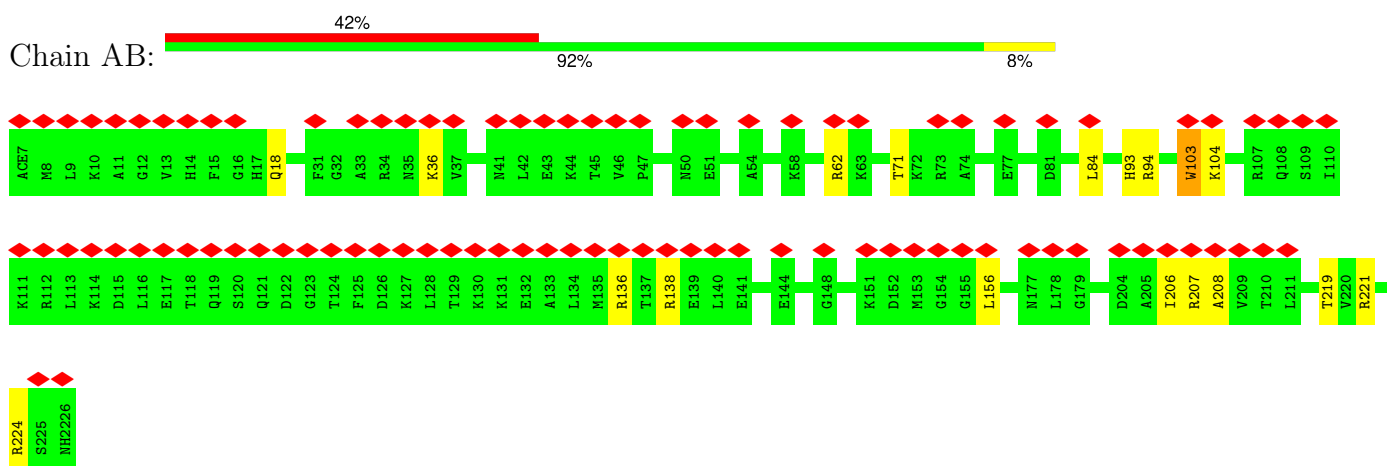 42%
Chain AB:
92% 8%
ACE7 M8 L9 K10 A11 G12 V13 H14 F15 G16 H17 Q18 F31 G32 A33 R34 N35 K36 V37 N41 L42 E43 K44 T45 V46 P47 N50 E51 A54 K58 R62 K63 T71 K72 R73 A74 E77 D81 L84 H93 R94 W103 K104 R107 Q108 S109 I110
K111 R112 L113 K114 D115 L116 E117 T118 Q119 S120 Q121 D122 G123 T124 F125 D126 K127 L128 T129 K130 K131 E132 A133 L134 M135 R136 T137 R138 E139 L140 E141 E144 G148 K151 D152 M153 G154 G155 L156 N177 L178 G179 D204 A205 I206 R207 A208 V209 T210 L211 T219 V220 R221
R224 S225 NH2226